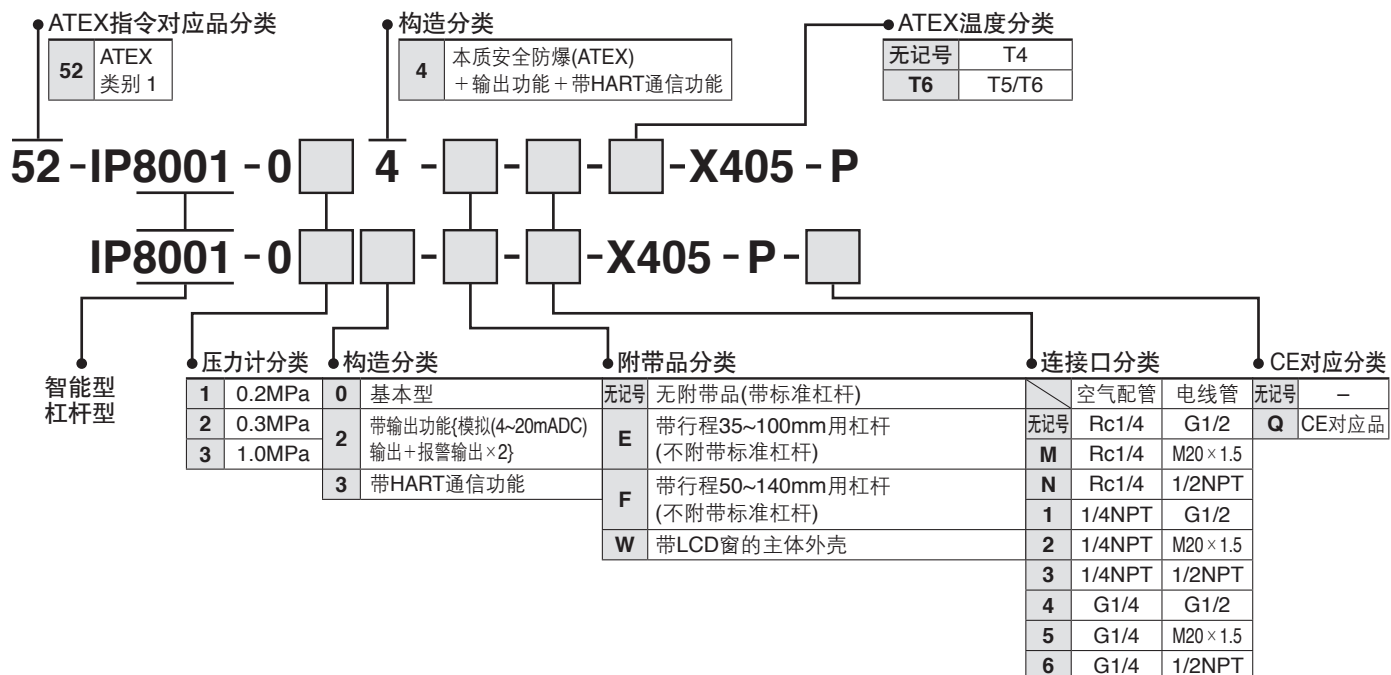 ATEX指令对应品分类
52 ATEX
类别 1
构造分类
4 本质安全防爆(ATEX)
＋输出功能＋带HART通信功能
ATEX温度分类
无记号 T4
T6 T5/T6
52-IP8001-0 4 - - - -X405-P
IP8001-0 - - -X405-P-
智能型
杠杆型
压力计分类
1 0.2MPa
2 0.3MPa
3 1.0MPa
构造分类
0 基本型
2 带输出功能{模拟(4~20mADC)
输出＋报警输出×2}
3 带HART通信功能
附带品分类
无记号 无附带品(带标准杠杆)
E 带行程35~100mm用杠杆
(不附带标准杠杆)
F 带行程50~140mm用杠杆
(不附带标准杠杆)
W 带LCD窗的主体外壳
连接口分类
空气配管 电线管
无记号 Rc1/4 G1/2
M Rc1/4 M20×1.5
N Rc1/4 1/2NPT
1 1/4NPT G1/2
2 1/4NPT M20×1.5
3 1/4NPT 1/2NPT
4 G1/4 G1/2
5 G1/4 M20×1.5
6 G1/4 1/2NPT
CE对应分类
无记号 –
Q CE对应品